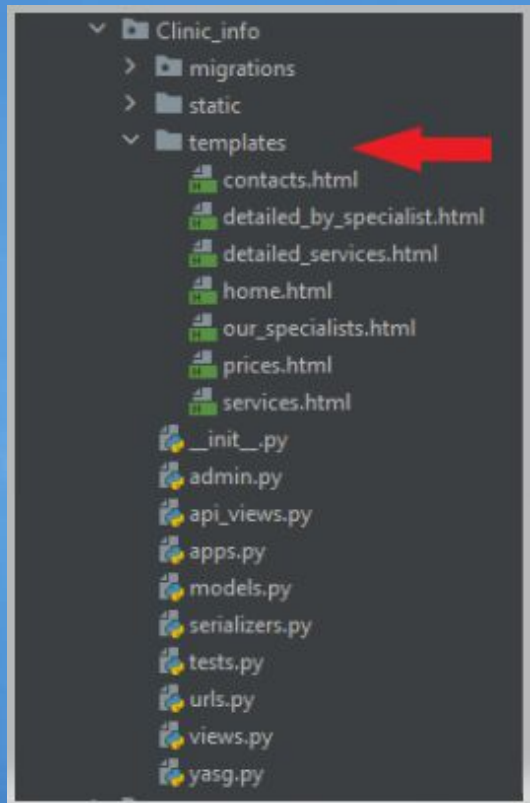 Clinic_info
migrations
static
templates
contacts.html
detailed_by_specialist.html
detailed_services.html
home.html
our_specialists.html
prices.html
services.html
__init__.py
admin.py
api_views.py
apps.py
models.py
serializers.py
tests.py
urls.py
views.py
yasg.py